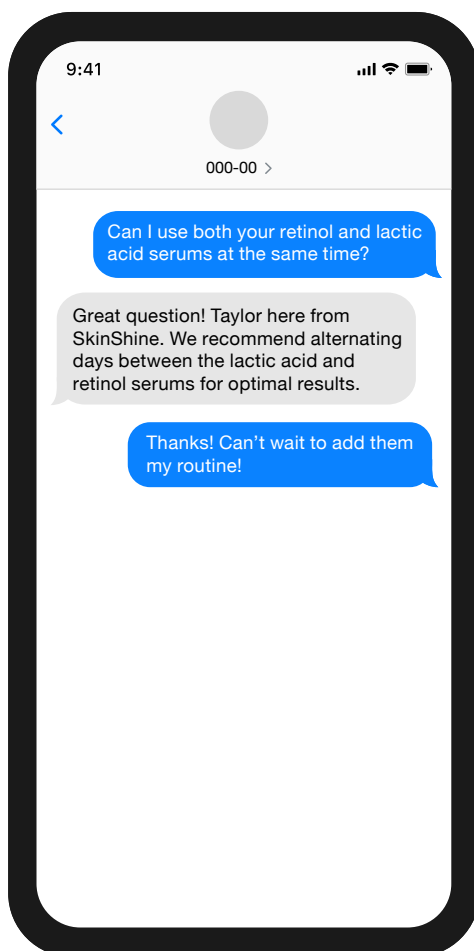 9:41
000-00
Can I use both your retinol and lactic
acid serums at the same time?
Great question! Taylor here from
SkinShine. We recommend alternating
days between the lactic acid and
retinol serums for optimal results.
Thanks! Can’t wait to add them
my routine!